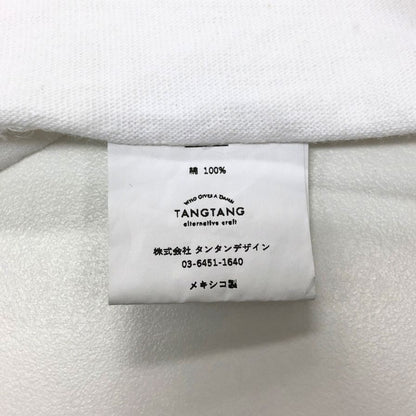 綿 100%
WHO GIVES A DAMN
TANGTANG
alternative craft
株式会社 タンタンデザイン
03-6451-1640
メキシコ製